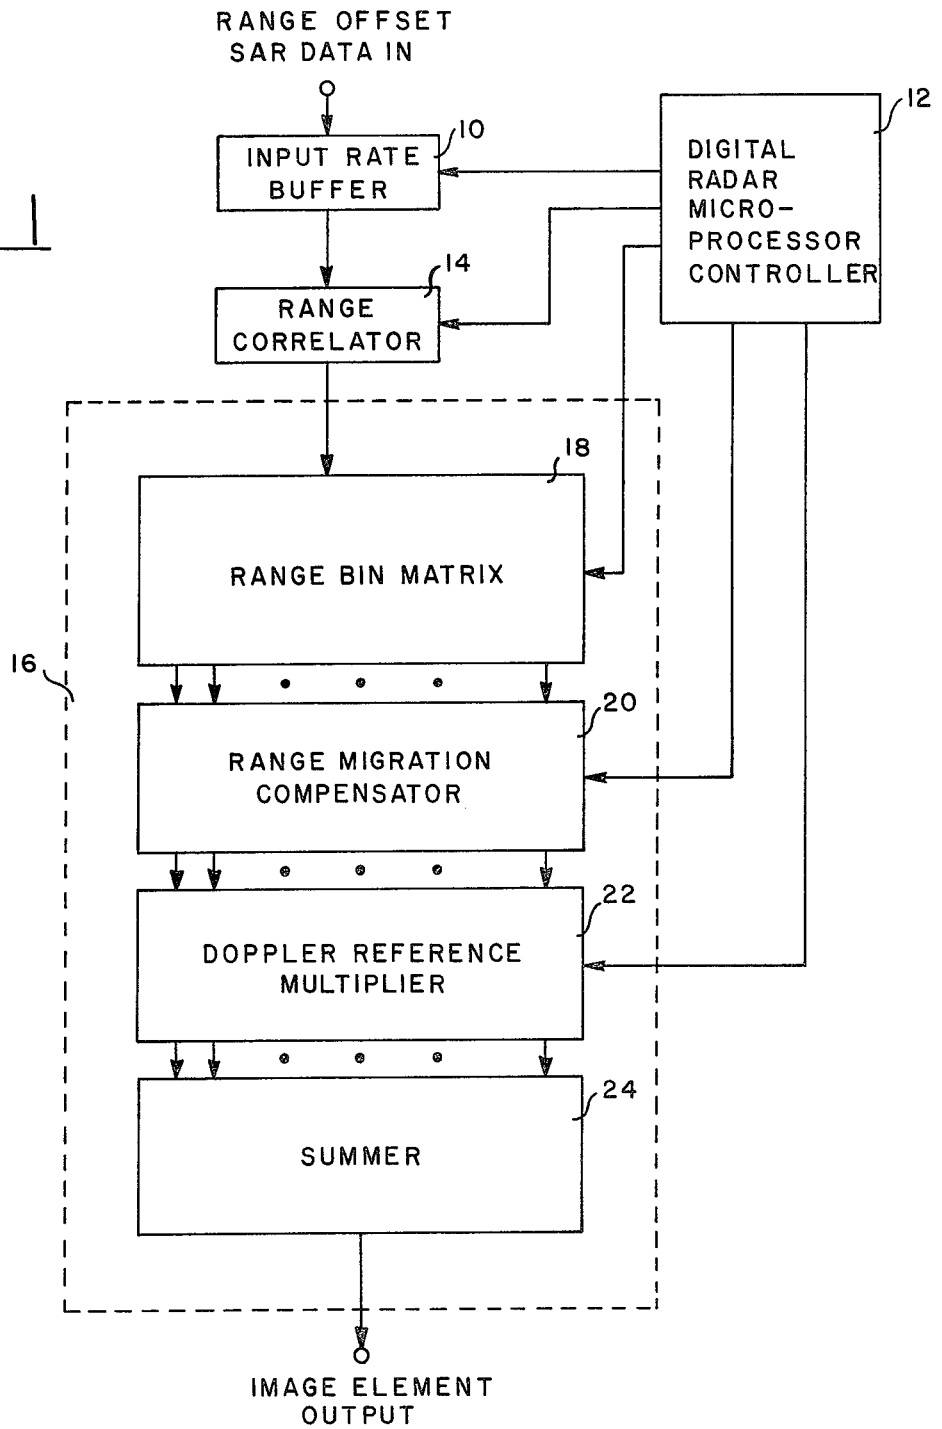 RANGE OFFSET
SAR DATA IN
10
INPUT RATE
BUFFER
12
DIGITAL
RADAR
MICRO-
PROCESSOR
CONTROLLER
1
14
RANGE
CORRELATOR
18
RANGE BIN MATRIX
16
20
RANGE MIGRATION
COMPENSATOR
22
DOPPLER REFERENCE
MULTIPLIER
24
SUMMER
IMAGE ELEMENT
OUTPUT